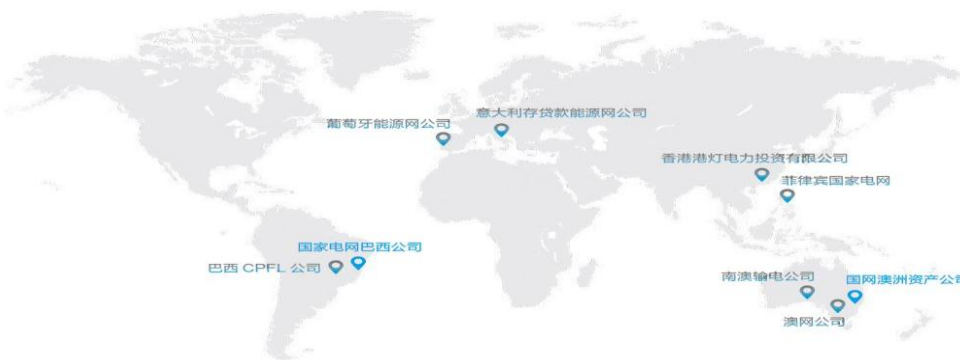 意大利存贷款能源网公司
葡萄牙能源网公司
香港港灯电力投资有限公司
菲律宾国家电网
国家电网巴西公司
巴西 CPFL 公司
南澳输电公司
国网澳洲资产公司
澳网公司